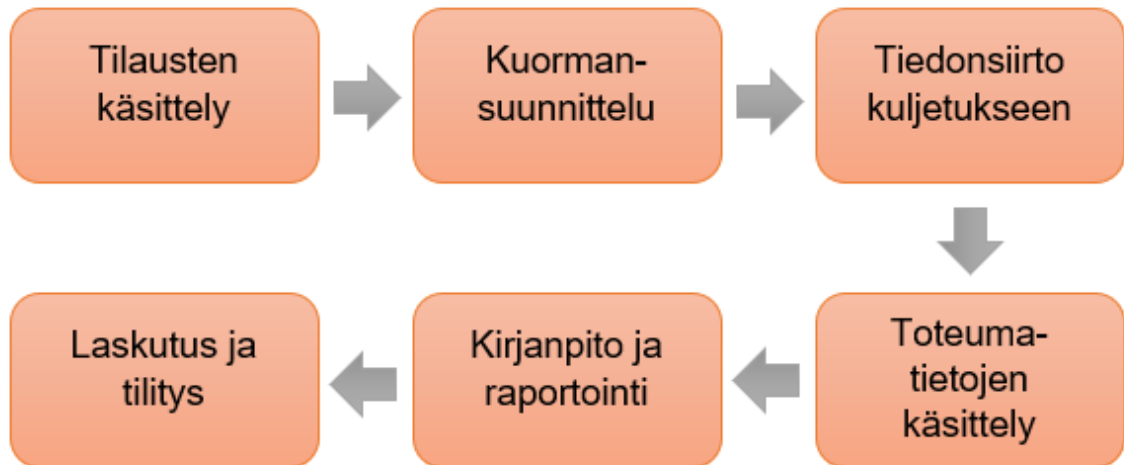 Tilausten
käsittely
Kuorman-
suunnittelu
Tiedonsiirto
kuljetukseen
Toteuma-
tietojen
käsittely
Kirjanpito ja
raportointi
Laskutus ja
tilitys